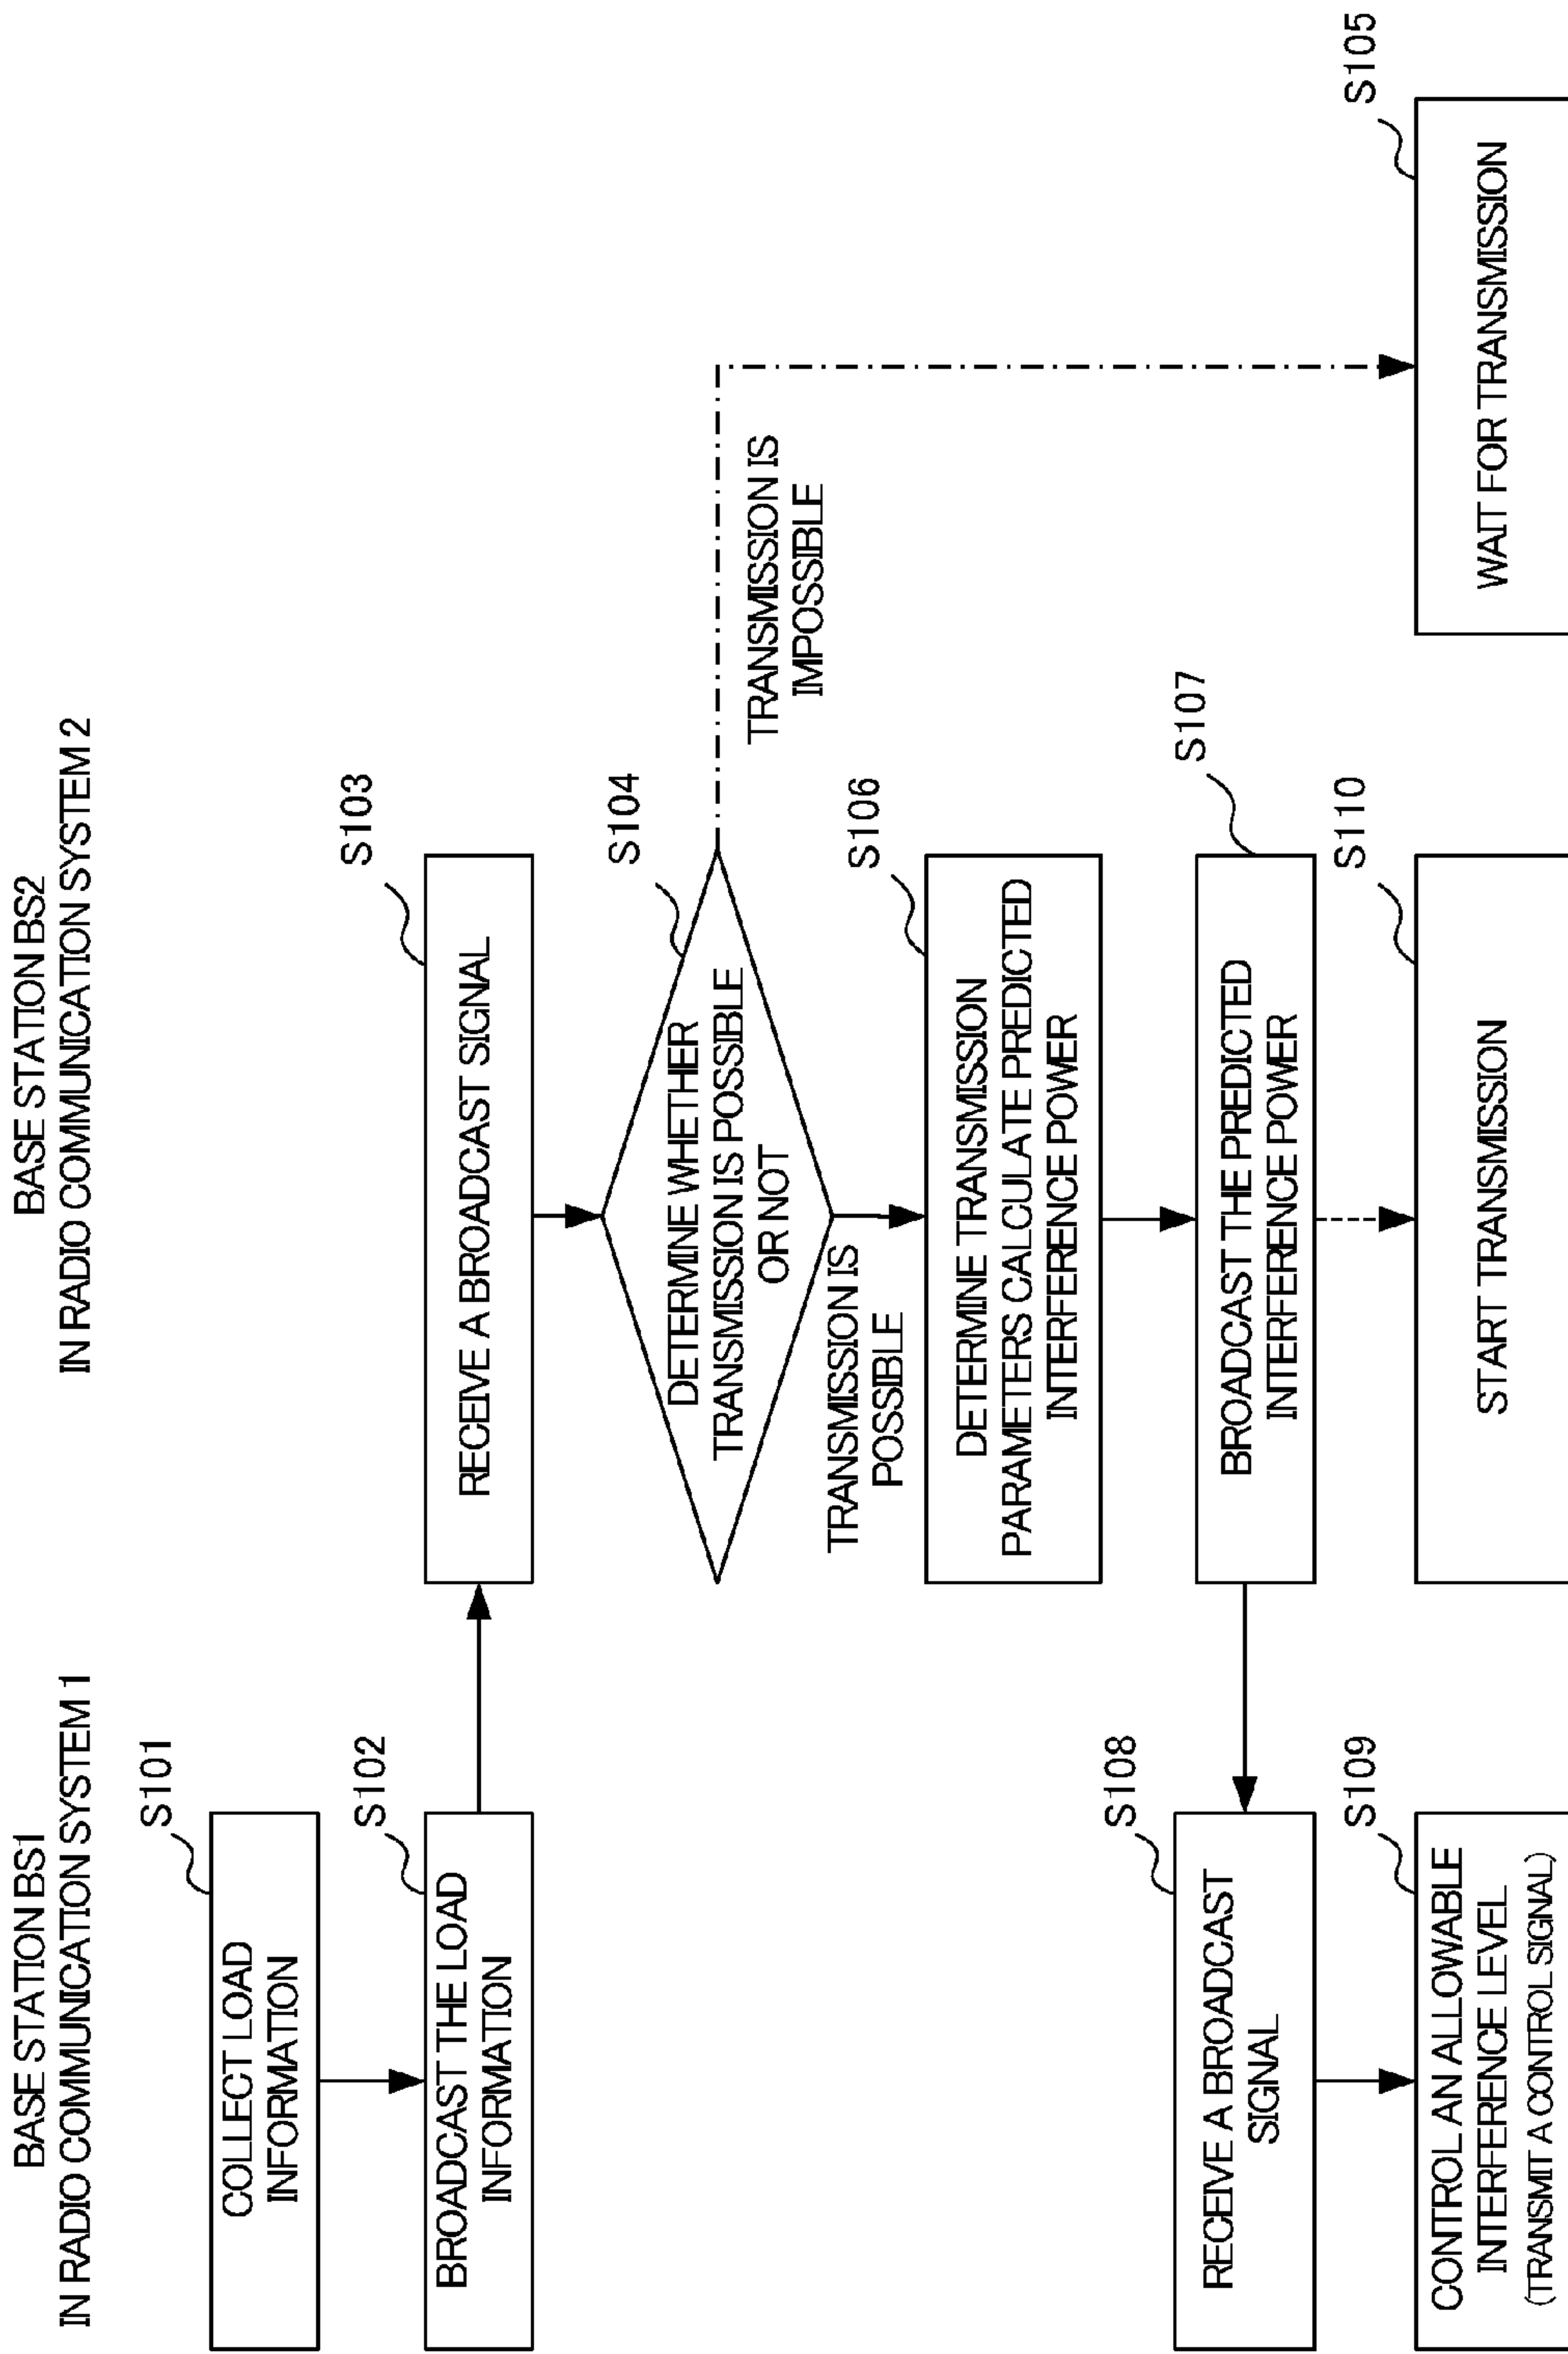 BASE STATION BS1
IN RADIO COMMUNICATION SYSTEM 1
BASE STATION BS2
IN RADIO COMMUNICATION SYSTEM 2
S101
COLLECT LOAD
INFORMATION
S102
BROADCAST THE LOAD
INFORMATION
S103
RECEIVE A BROADCAST SIGNAL
S104
DETERMINE WHETHER
TRANSMISSION IS POSSIBLE
OR NOT
TRANSMISSION IS
IMPOSSIBLE
TRANSMISSION IS
POSSIBLE
S106
DETERMINE TRANSMISSION
PARAMETERS CALCULATE PREDICTED
INTERFERENCE POWER
S107
BROADCAST THE PREDICTED
INTERFERENCE POWER
S108
RECEIVE A BROADCAST
SIGNAL
S109
CONTROL AN ALLOWABLE
INTERFERENCE LEVEL
(TRANSMIT A CONTROL SIGNAL)
S110
START TRANSMISSION
S105
WAIT FOR TRANSMISSION